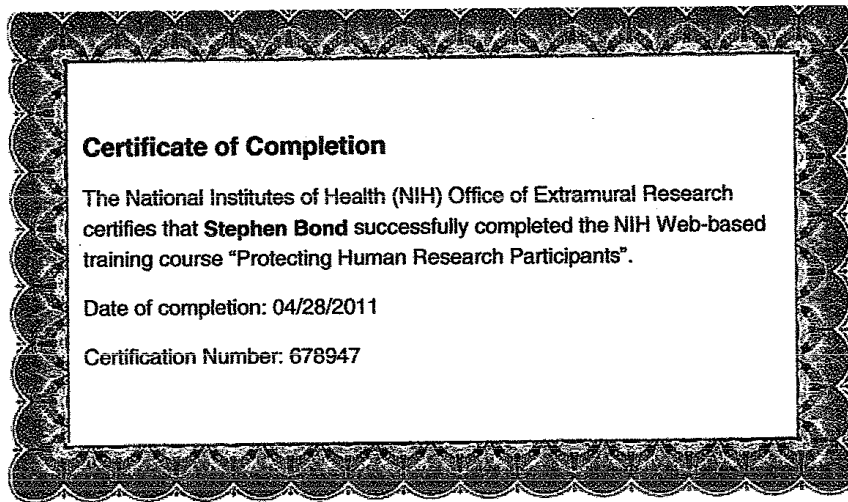 Certificate of Completion
The National Institutes of Health (NIH) Office of Extramural Research
certifies that Stephen Bond successfully completed the NIH Web-based
training course "Protecting Human Research Participants".
Date of completion: 04/28/2011
Certification Number: 678947